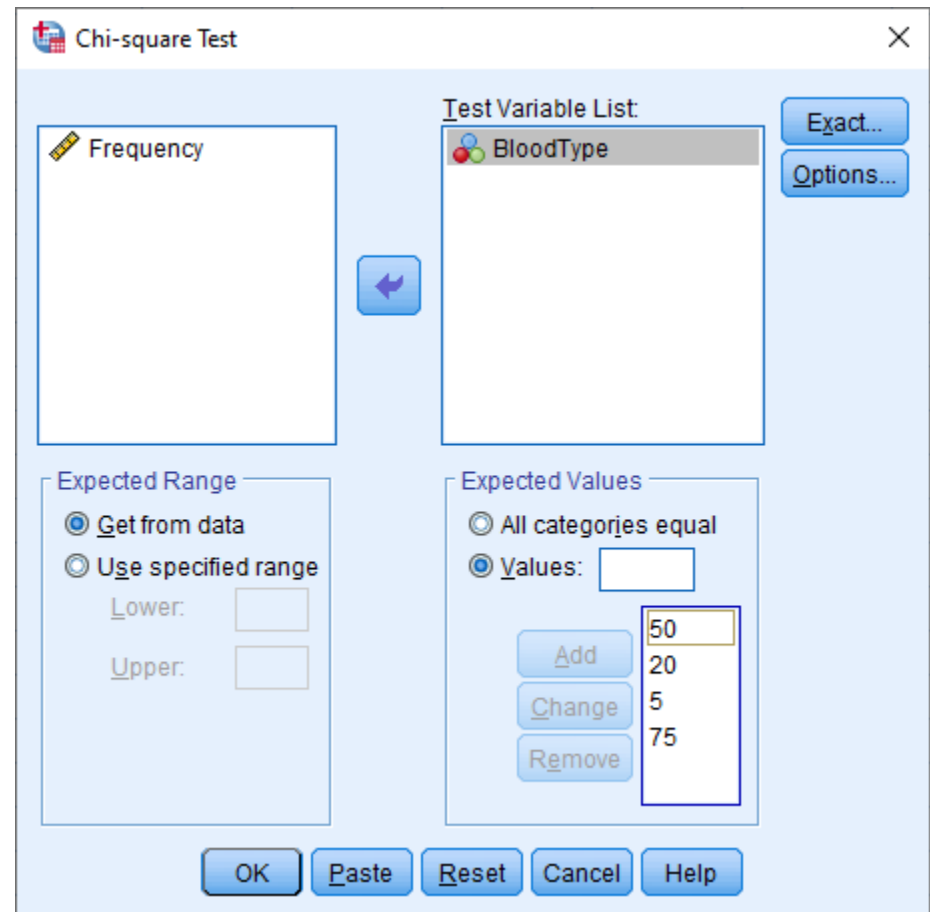 Chi-square Test
Test Variable List:
Frequency
BloodType
Exact...
Options...
Expected Range
Get from data
Use specified range
Lower:
Upper:
Expected Values
All categories equal
Values:
Add
Change
Remove
50
20
5
75
OK
Paste
Reset
Cancel
Help